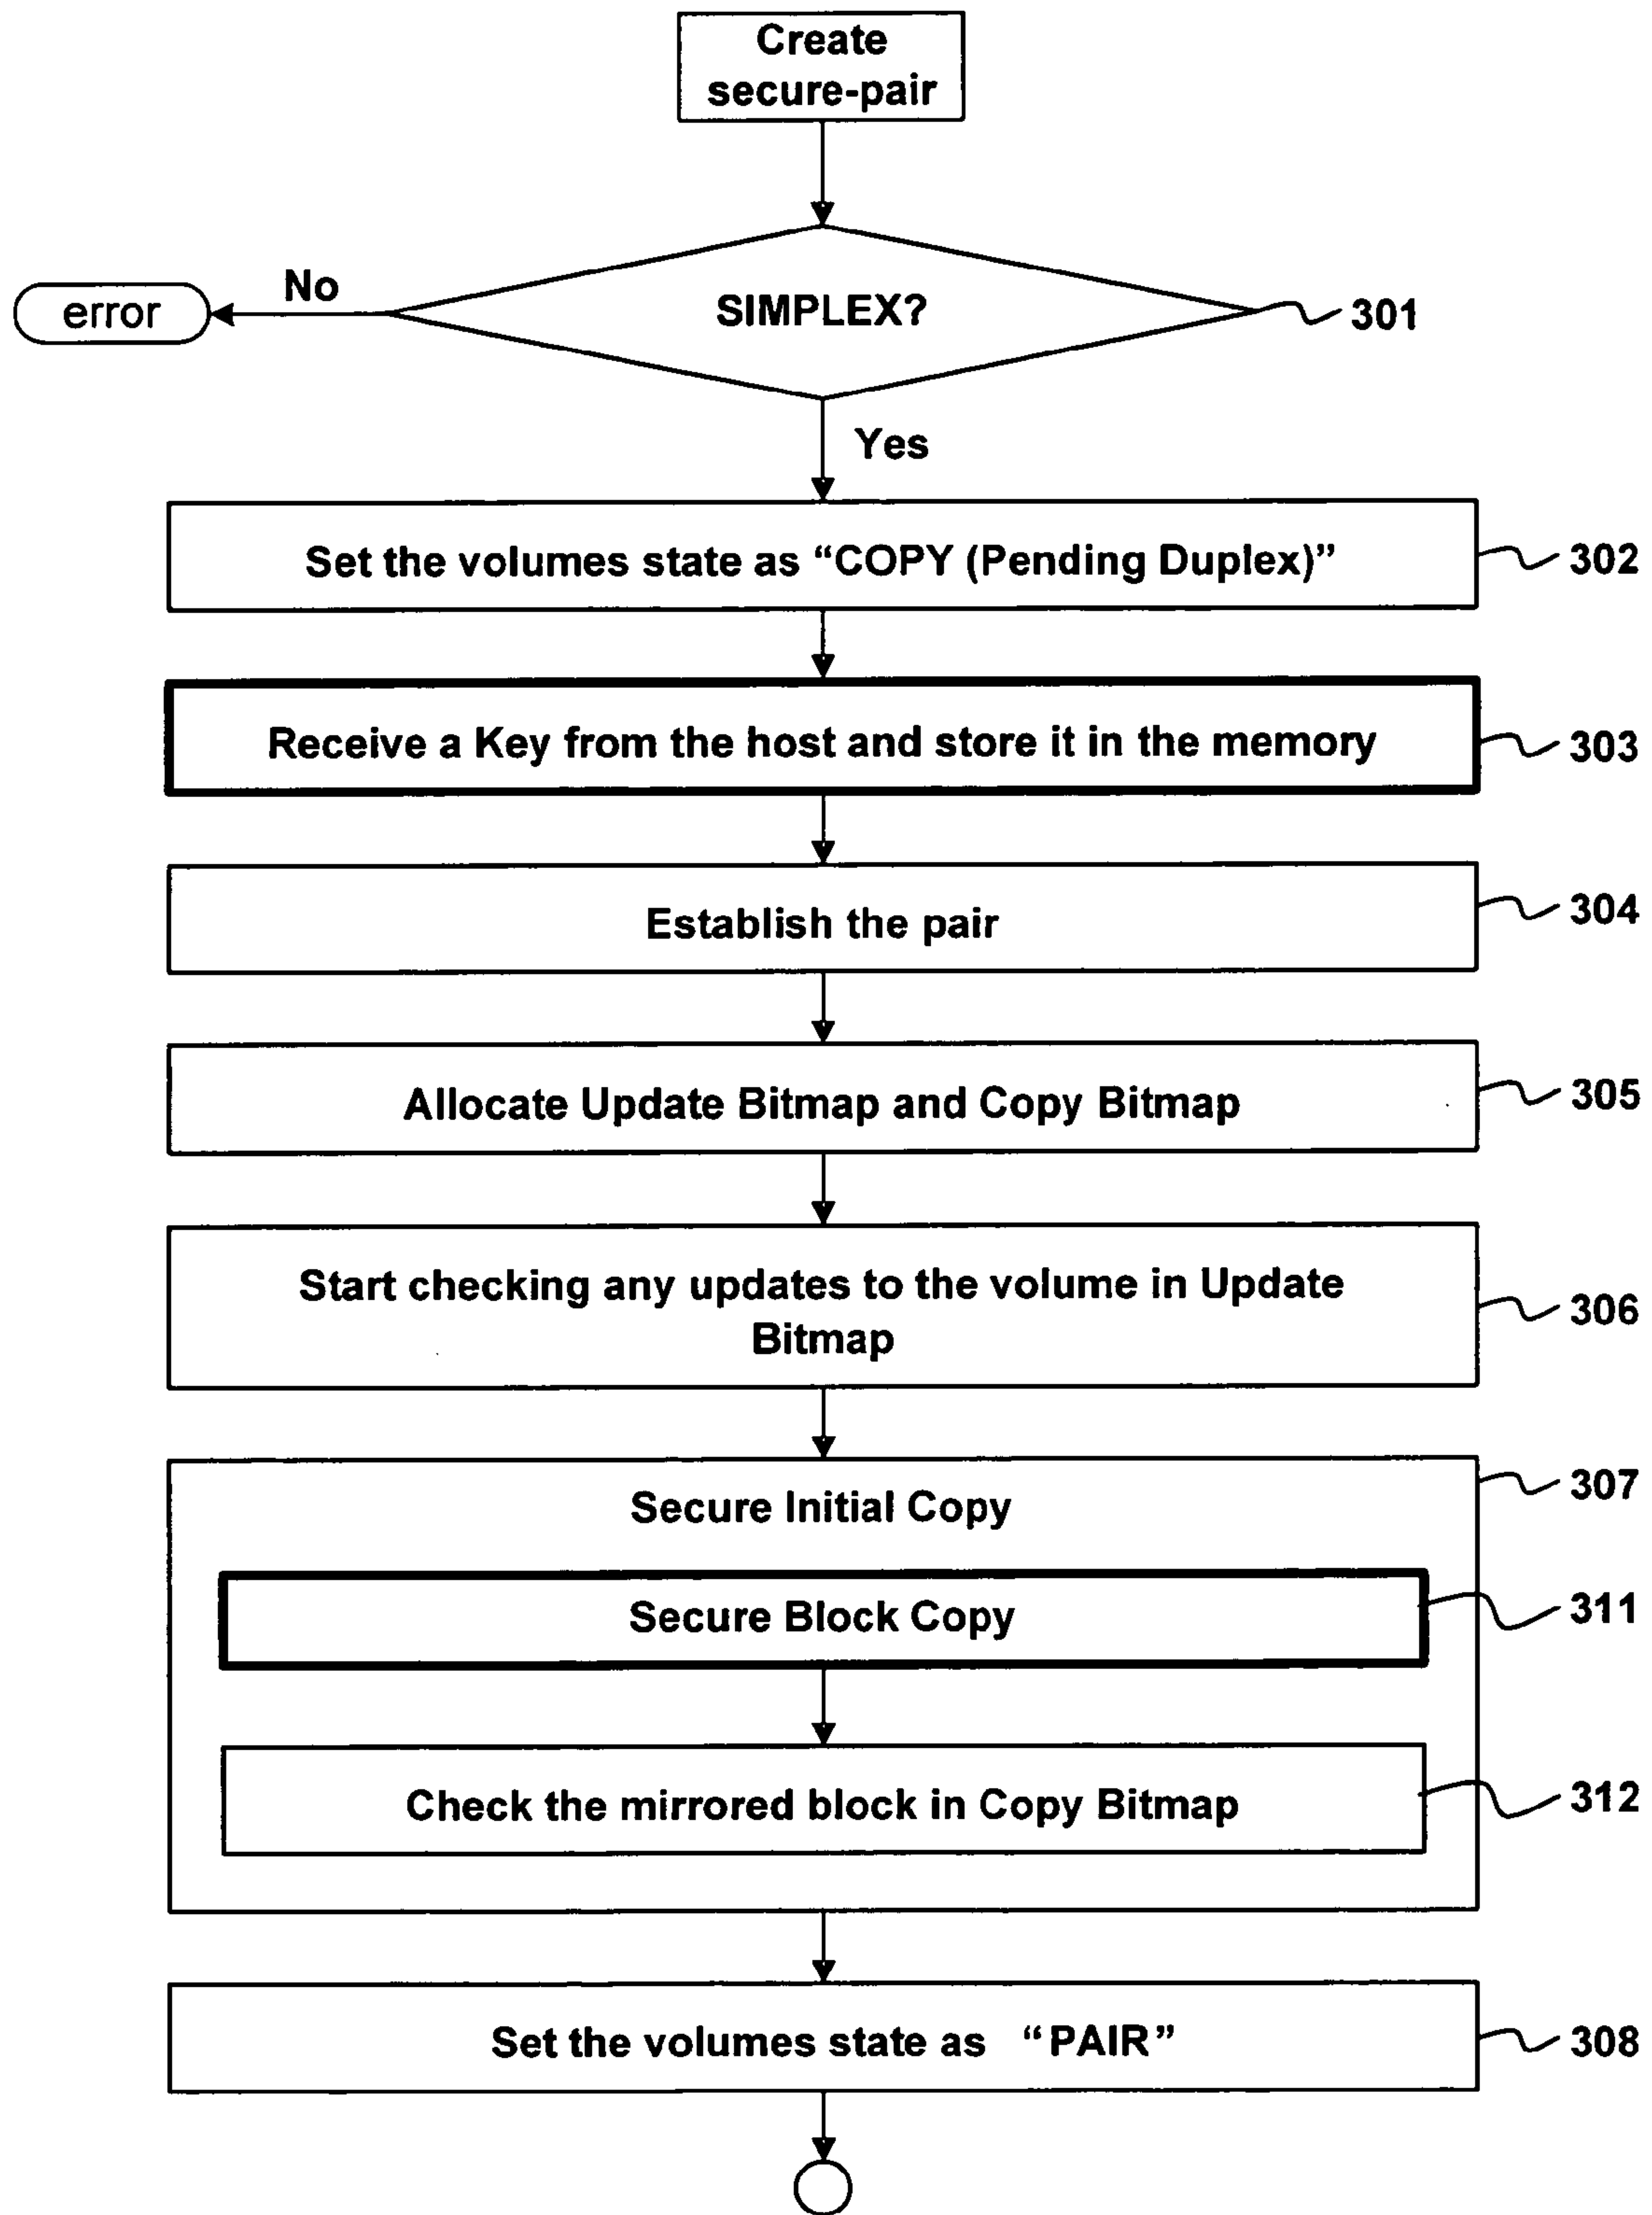 Create
secure-pair
No
error
SIMPLEX?
301
Yes
Set the volumes state as “COPY (Pending Duplex)”
302
Receive a Key from the host and store it in the memory
303
Establish the pair
304
Allocate Update Bitmap and Copy Bitmap
305
Start checking any updates to the volume in Update
Bitmap
306
Secure Initial Copy
307
Secure Block Copy
311
Check the mirrored block in Copy Bitmap
312
Set the volumes state as “PAIR”
308